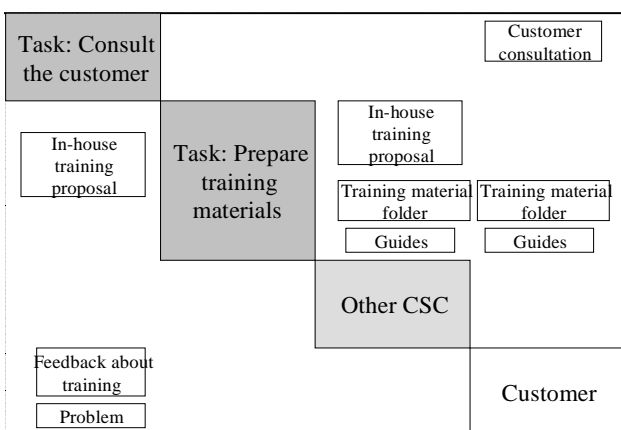 Task: Consult
the customer
Customer
consultation
In-house
training
proposal
Task: Prepare
training
materials
In-house
training
proposal
Training material
folder
Training material
folder
Guides
Guides
Other CSC
Feedback about
training
Problem
Customer